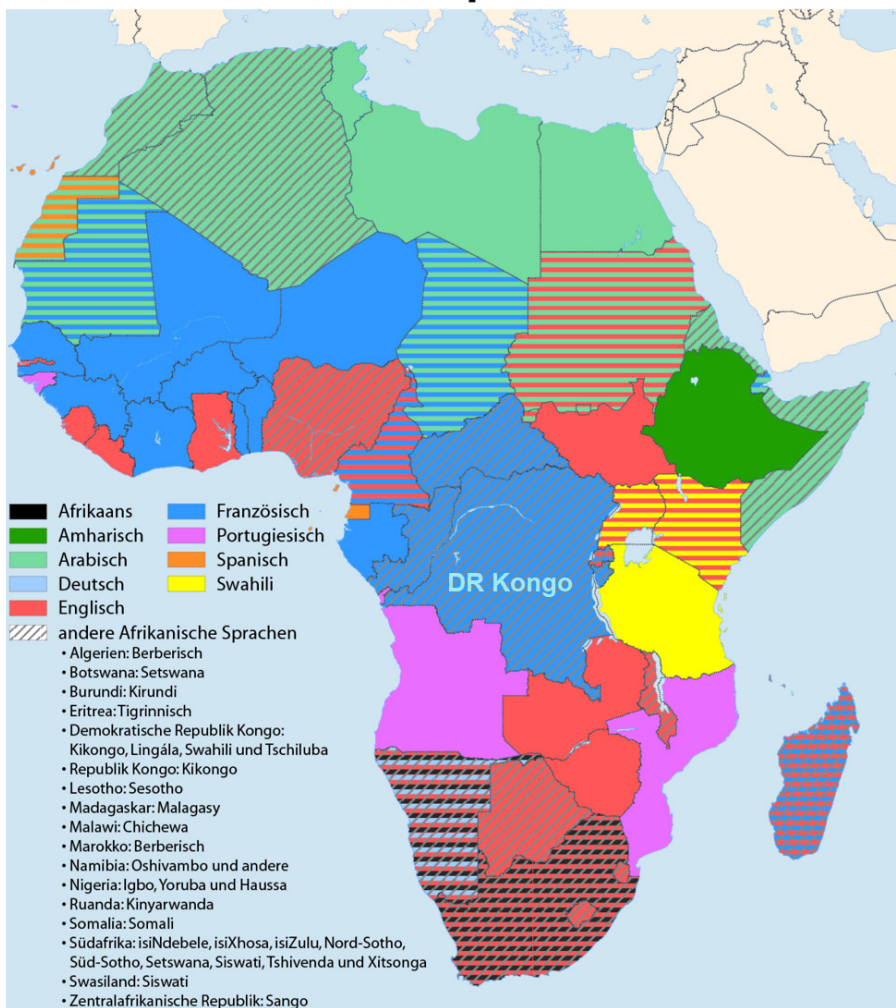 DR Kongo
Afrikaans
Französisch
Amharisch
Portugiesisch
Arabisch
Spanisch
Deutsch
Swahili
Englisch
andere Afrikanische Sprachen
• Algerien: Berberisch
• Botswana: Setswana
• Burundi: Kirundi
• Eritrea: Tigrinnisch
• Demokratische Republik Kongo:
Kikongo, Lingála, Swahili und Tschiluba
• Republik Kongo: Kikongo
• Lesotho: Sesotho
• Madagaskar: Malagasy
• Malawi: Chichewa
• Marokko: Berberisch
• Namibia: Oshivambo und andere
• Nigeria: Igbo, Yoruba und Haussa
• Ruanda: Kinyarwanda
• Somalia: Somali
• Südafrika: isiNdebele, isiXhosa, isiZulu, Nord-Sotho,
Süd-Sotho, Setswana, Siswati, Tshivenda und Xitsonga
• Swasiland: Siswati
• Zentralafrikanische Republik: Sango